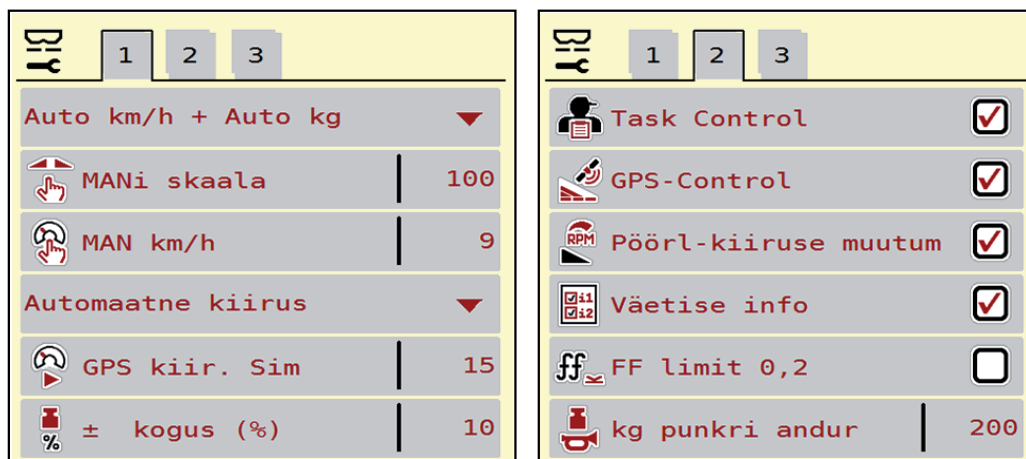 1 2 3
Auto km/h + Auto kg
MANi skaala 100
MAN km/h 9
Automaatne kiirus
GPS kiir. Sim 15
% ± kogus (%) 10
1 2 3
Task Control
GPS-Control
RPM Pöörl-kiiruse muutum
i1 i2 Väetise info
ff FF limit 0,2
kg punkri andur 200